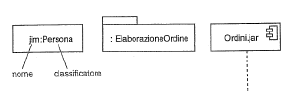 jim:Persona
: ElaborazioneOrdine
Ordini.jar
nome
classificatore